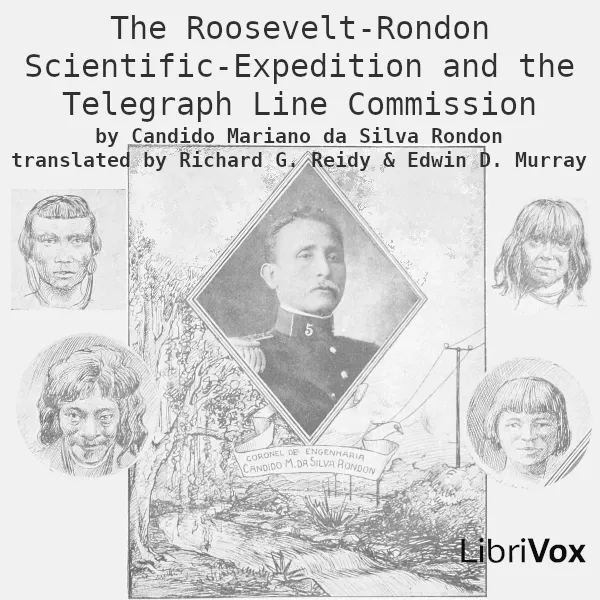 The Roosevelt-Rondon
Scientific-Expedition and the
Telegraph Line Commission
by Candido Mariano da Silva Rondon
translated by Richard G. Reidy & Edwin D. Murray
5
CORONEL DE ENGENHARIA
CANDIDO M. DA SILVA RONDON
LibriVox